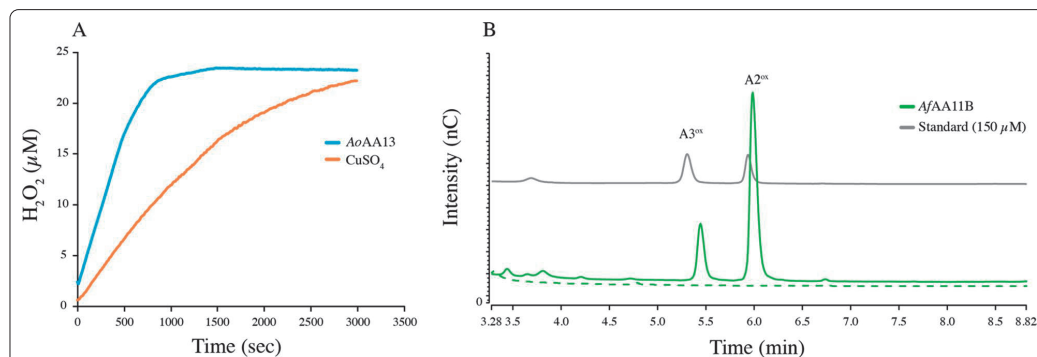 A
25
20
15
10
5
0
H₂O₂ (µM)
AoAA13
CuSO₄
0 500 1000 1500 2000 2500 3000 3500
Time (sec)
B
A3ᵒˣ
A2ᵒˣ
AfAA11B
Standard (150 µM)
Intensity (nC)
0
3.28 3.5 4.0 4.5 5.0 5.5 6.0 6.5 7.0 7.5 8.0 8.5 8.82
Time (min)